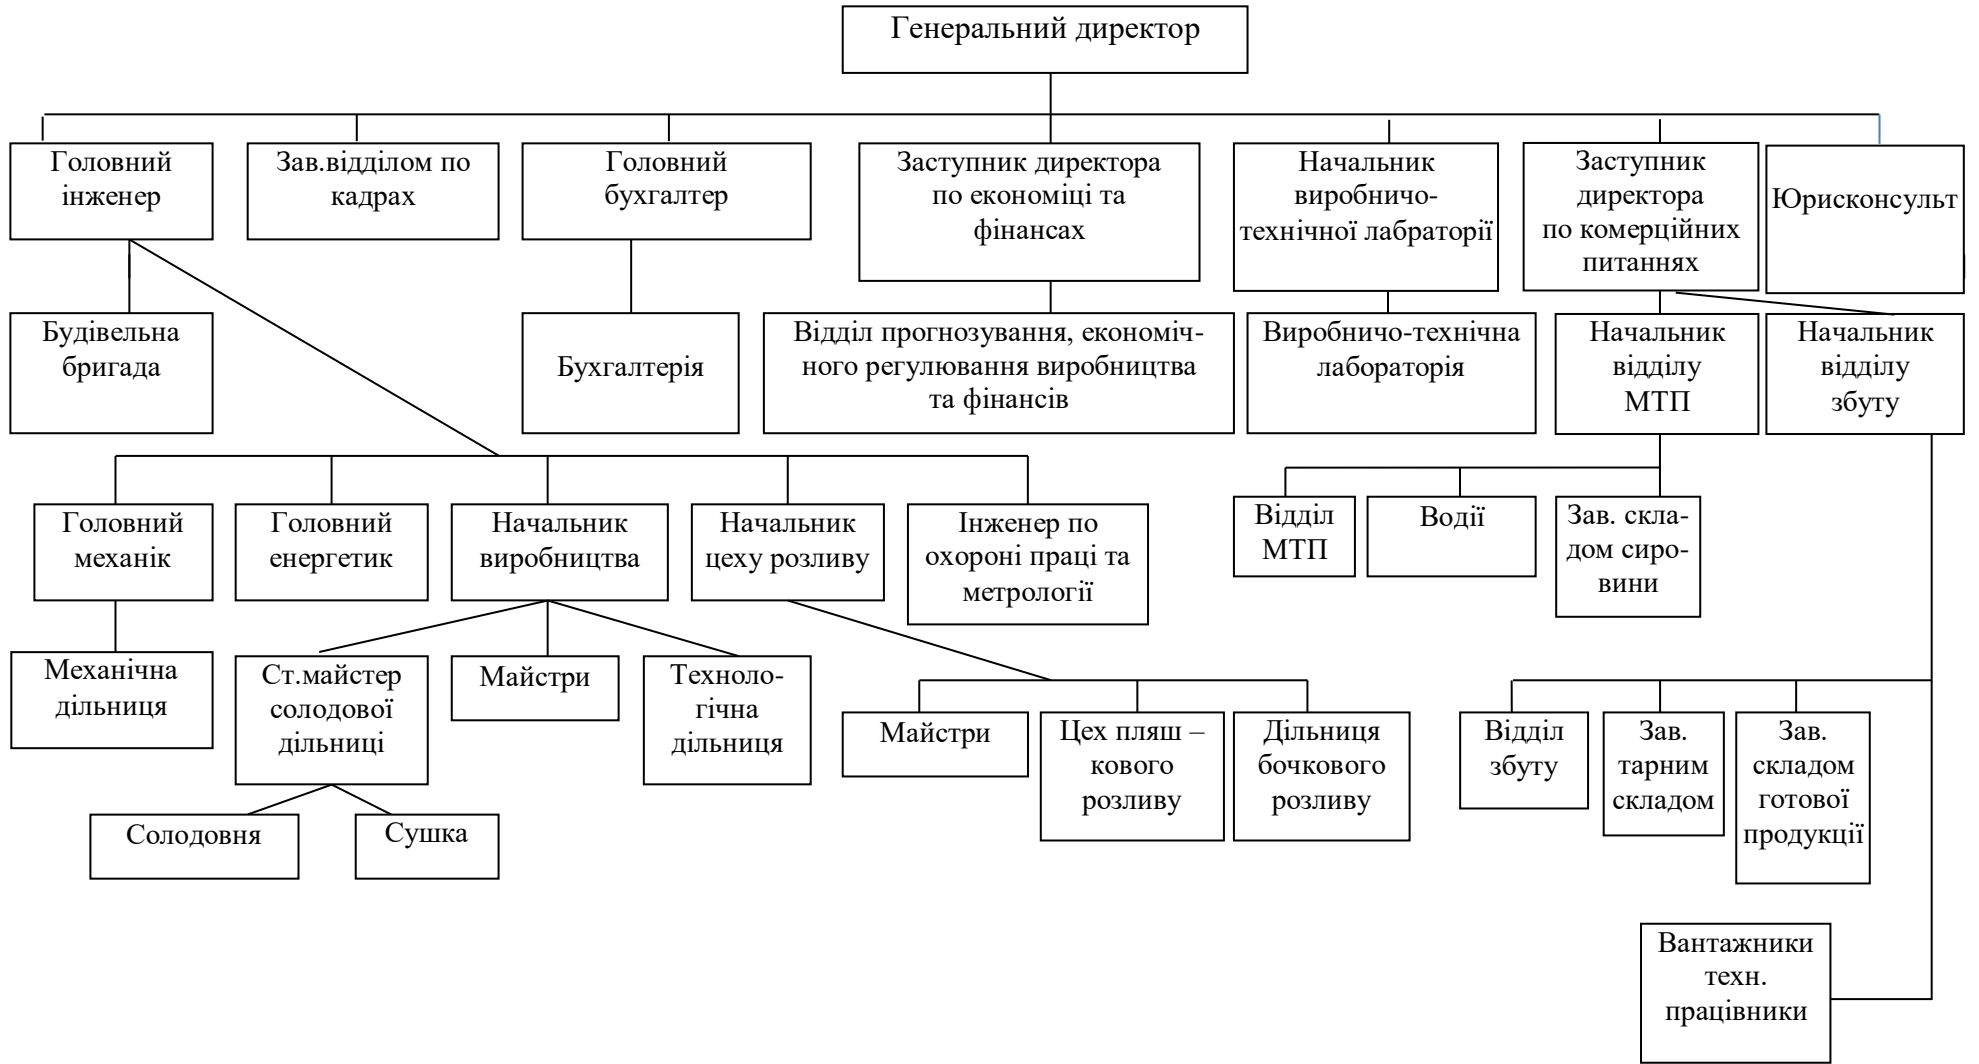 Генеральний директор
Головний
інженер
Зав.відділом по
кадрах
Головний
бухгалтер
Заступник директора
по економіці та
фінансах
Начальник
виробничо-
технічної лабраторії
Заступник
директора
по комерційних
питаннях
Юрисконсульт
Будівельна
бригада
Бухгалтерія
Відділ прогнозування, економіч-
ного регулювання виробництва
та фінансів
Виробничо-технічна
лабораторія
Начальник
відділу
МТП
Начальник
відділу
збуту
Головний
механік
Головний
енергетик
Начальник
виробництва
Начальник
цеху розливу
Інженер по
охороні праці та
метрології
Відділ
МТП
Водії
Зав. скла-
дом сиро-
вини
Механічна
дільниця
Ст.майстер
солодової
дільниці
Майстри
Техноло-
гічна
дільниця
Майстри
Цех пляш –
кового
розливу
Дільниця
бочкового
розливу
Відділ
збуту
Зав.
тарним
складом
Зав.
складом
готової
продукції
Солодовня
Сушка
Вантажники
техн.
працівники